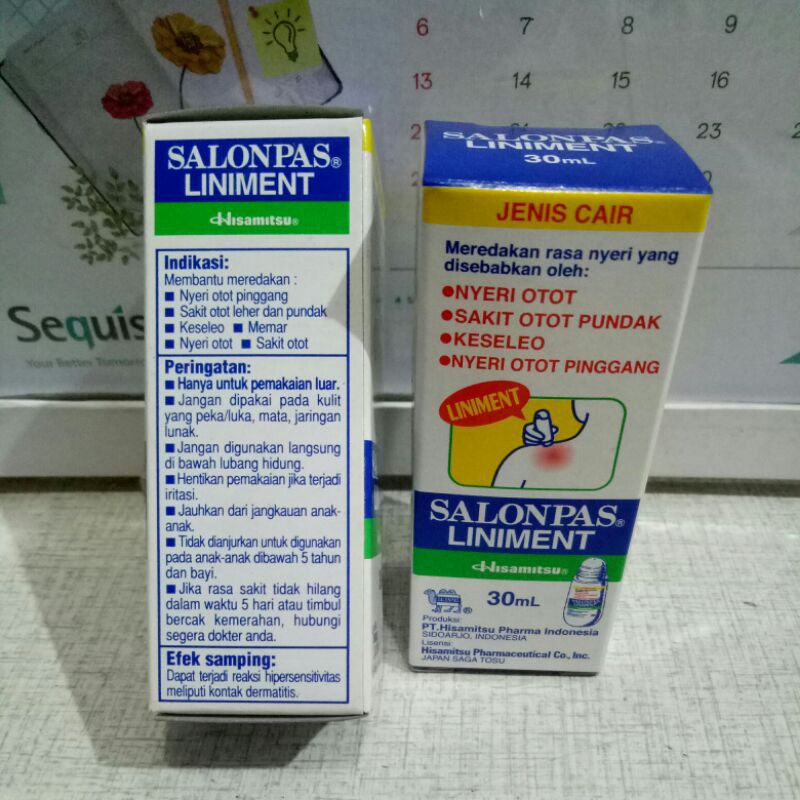 6 7 8 9
13 14 15 16
23
Sequis
Your Better Tomorrow
SALONPAS®
LINIMENT
Hisamitsu®
Indikasi:
Membantu meredakan :
■ Nyeri otot pinggang
■ Sakit otot leher dan pundak
■ Keseleo ■ Memar
■ Nyeri otot ■ Sakit otot
Peringatan:
■ Hanya untuk pemakaian luar.
■ Jangan dipakai pada kulit
yang peka/luka, mata, jaringan
lunak.
■ Jangan digunakan langsung
di bawah lubang hidung.
■ Hentikan pemakaian jika terjadi
iritasi.
■ Jauhkan dari jangkauan anak-
anak.
■ Tidak dianjurkan untuk digunakan
pada anak-anak dibawah 5 tahun
dan bayi.
■ Jika rasa sakit tidak hilang
dalam waktu 5 hari atau timbul
bercak kemerahan, hubungi
segera dokter anda.
Efek samping:
Dapat terjadi reaksi hipersensitivitas
meliputi kontak dermatitis.
SALONPAS®
LINIMENT
30mL
JENIS CAIR
Meredakan rasa nyeri yang
disebabkan oleh:
●NYERI OTOT
●SAKIT OTOT PUNDAK
●KESELEO
●NYERI OTOT PINGGANG
LINIMENT
SALONPAS®
LINIMENT
Hisamitsu®
30mL
Produksi:
PT.Hisamitsu Pharma Indonesia
SIDOARJO, INDONESIA
Lisensi:
Hisamitsu Pharmaceutical Co., Inc.
JAPAN SAGA TOSU